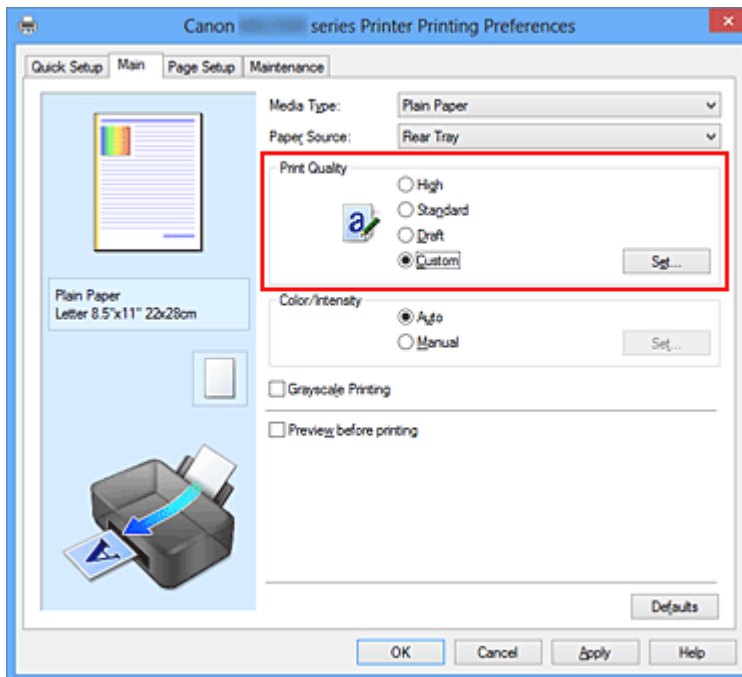 Canon series Printer Printing Preferences
Quick Setup Main Page Setup Maintenance
Media Type: Plain Paper
Paper Source: Rear Tray
Print Quality
High
a Standard
Draft
Custom Set...
Plain Paper
Letter 8.5"x11" 22x28cm
Color/Intensity
Auto
Manual Set...
Grayscale Printing
Preview before printing
A
Defaults
OK Cancel Apply Help